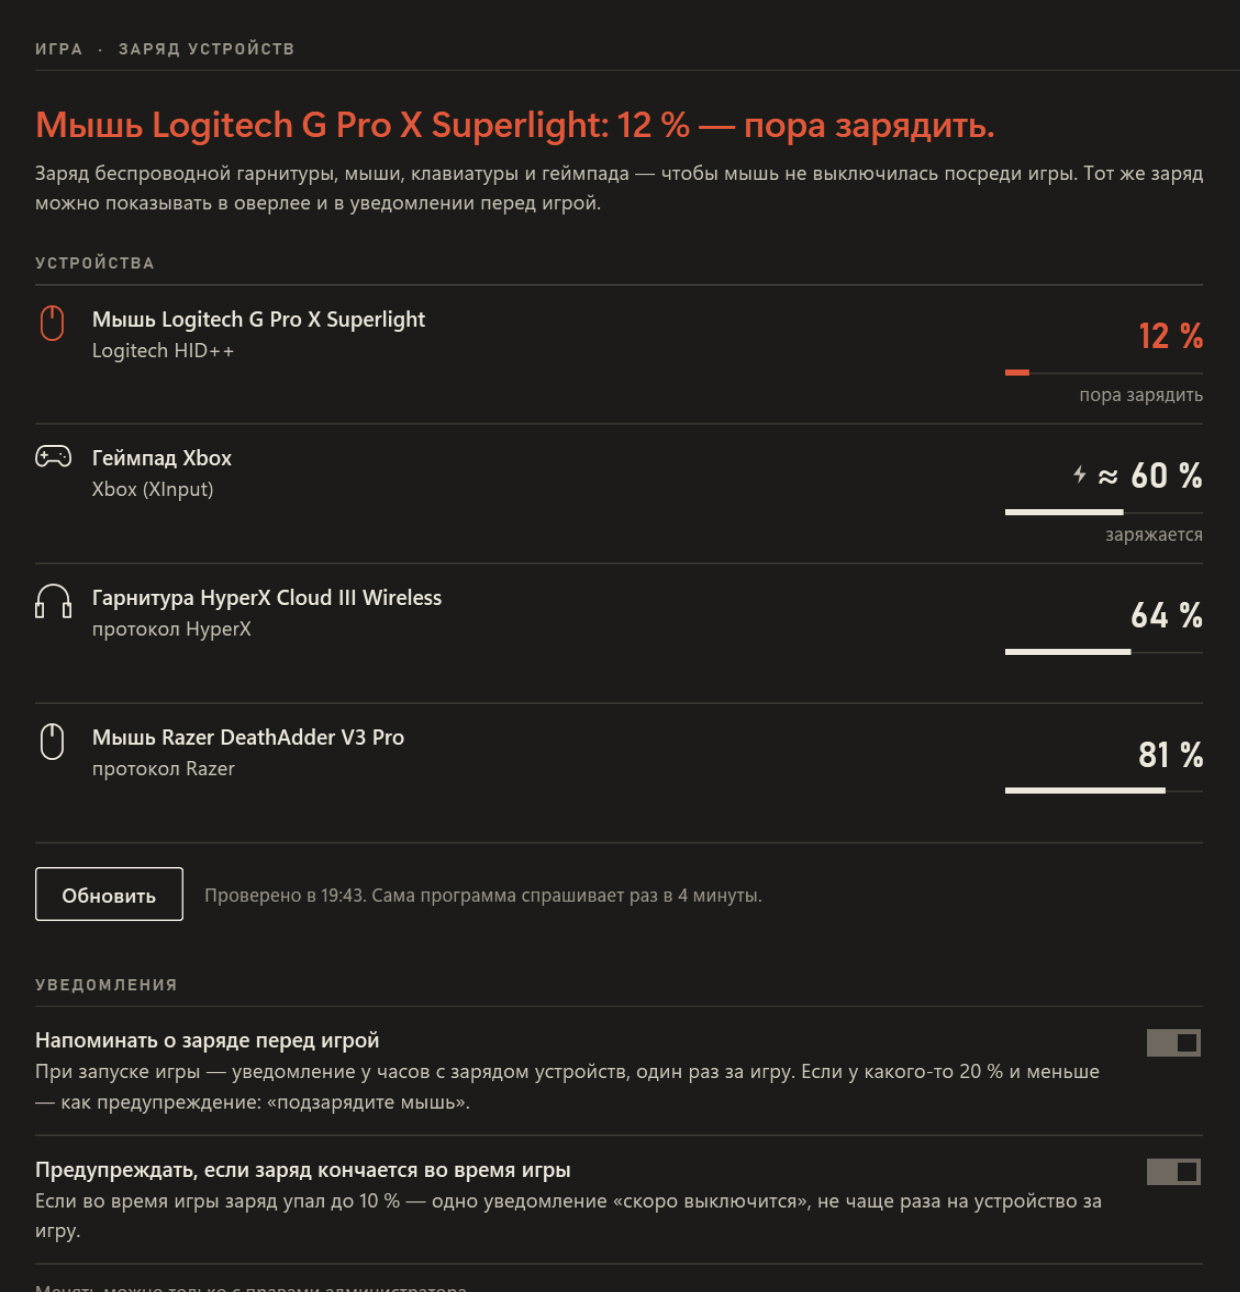 ИГРА · ЗАРЯД УСТРОЙСТВ
Мышь Logitech G Pro X Superlight: 12 % — пора зарядить.
Заряд беспроводной гарнитуры, мыши, клавиатуры и геймпада — чтобы мышь не выключилась посреди игры. Тот же заряд
можно показывать в оверлее и в уведомлении перед игрой.
УСТРОЙСТВА
Мышь Logitech G Pro X Superlight
Logitech HID++
12 %
пора зарядить
Геймпад Xbox
Xbox (XInput)
≈ 60 %
заряжается
Гарнитура HyperX Cloud III Wireless
протокол HyperX
64 %
Мышь Razer DeathAdder V3 Pro
протокол Razer
81 %
Обновить
Проверено в 19:43. Сама программа спрашивает раз в 4 минуты.
УВЕДОМЛЕНИЯ
Напоминать о заряде перед игрой
При запуске игры — уведомление у часов с зарядом устройств, один раз за игру. Если у какого-то 20 % и меньше
— как предупреждение: «подзарядите мышь».
Предупреждать, если заряд кончается во время игры
Если во время игры заряд упал до 10 % — одно уведомление «скоро выключится», не чаще раза на устройство за
игру.
Менять можно только с правами администратора